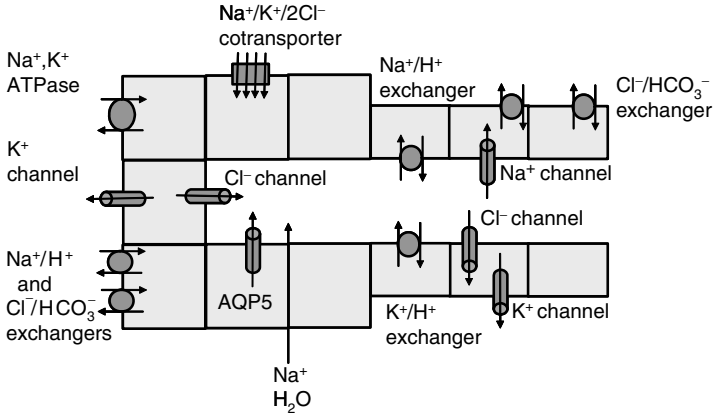 Na⁺/K⁺/2Cl⁻
cotransporter
Na⁺,K⁺
ATPase
Na⁺/H⁺
exchanger
Cl⁻/HCO₃⁻
exchanger
K⁺
channel
Cl⁻ channel
Na⁺ channel
Cl⁻ channel
Na⁺/H⁺
and
Cl⁻/HCO₃⁻
exchangers
AQP5
K⁺/H⁺
exchanger
K⁺ channel
Na⁺
H₂O